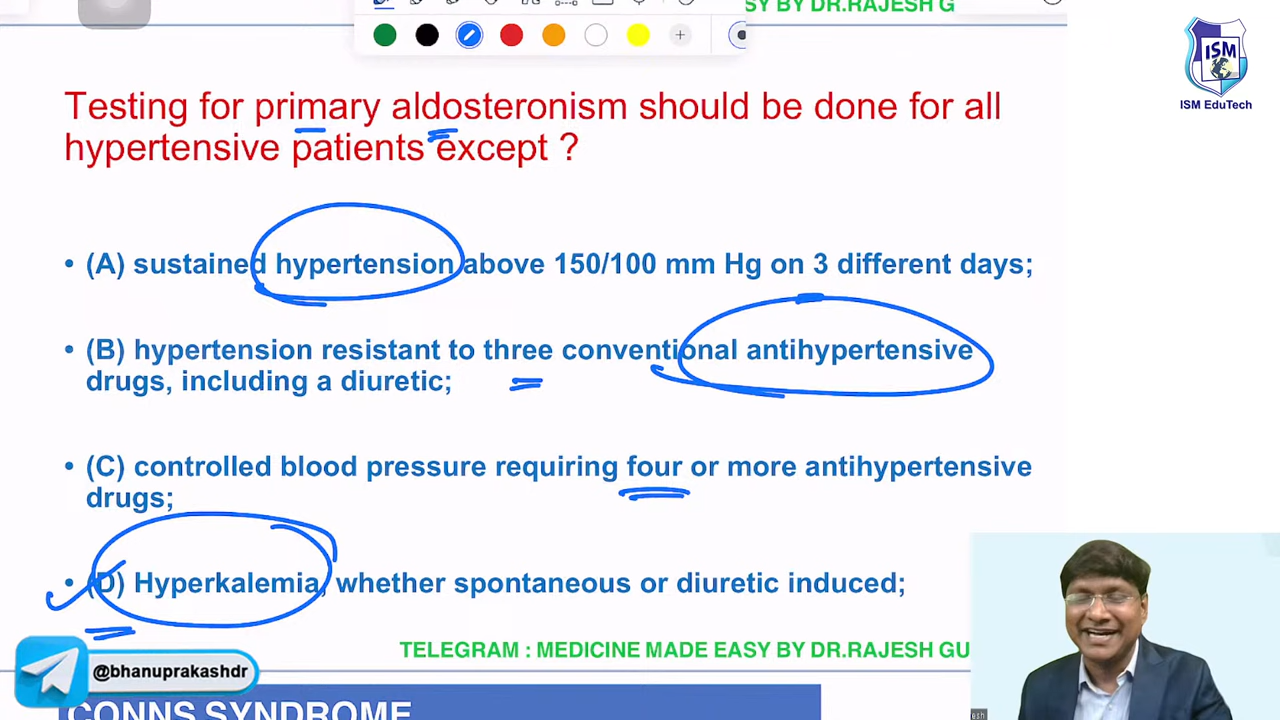 SY BY DR.RAJESH G
ISM
ISM EduTech
Testing for primary aldosteronism should be done for all
hypertensive patients except ?
• (A) sustained hypertension above 150/100 mm Hg on 3 different days;
• (B) hypertension resistant to three conventional antihypertensive
drugs, including a diuretic;
• (C) controlled blood pressure requiring four or more antihypertensive
drugs;
• (D) Hyperkalemia, whether spontaneous or diuretic induced;
TELEGRAM : MEDICINE MADE EASY BY DR.RAJESH GU
@bhanuprakashdr
CONNS SYNDROME